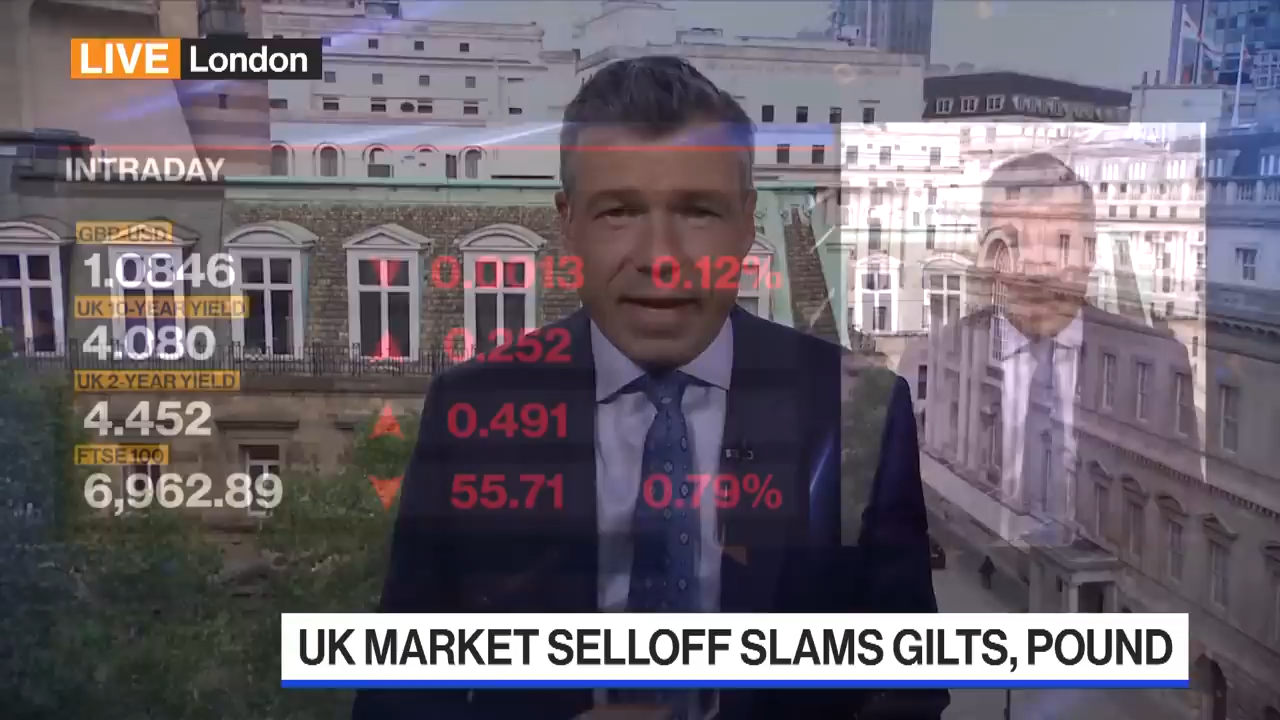 LIVE London
INTRADAY
GBP-USD
1.0846 ▼ 0.0013 0.12%
UK 10-YEAR YIELD
4.080 ▲ 0.252
UK 2-YEAR YIELD
4.452 ▲ 0.491
FTSE 100
6,962.89 ▼ 55.71 0.79%
UK MARKET SELLOFF SLAMS GILTS, POUND